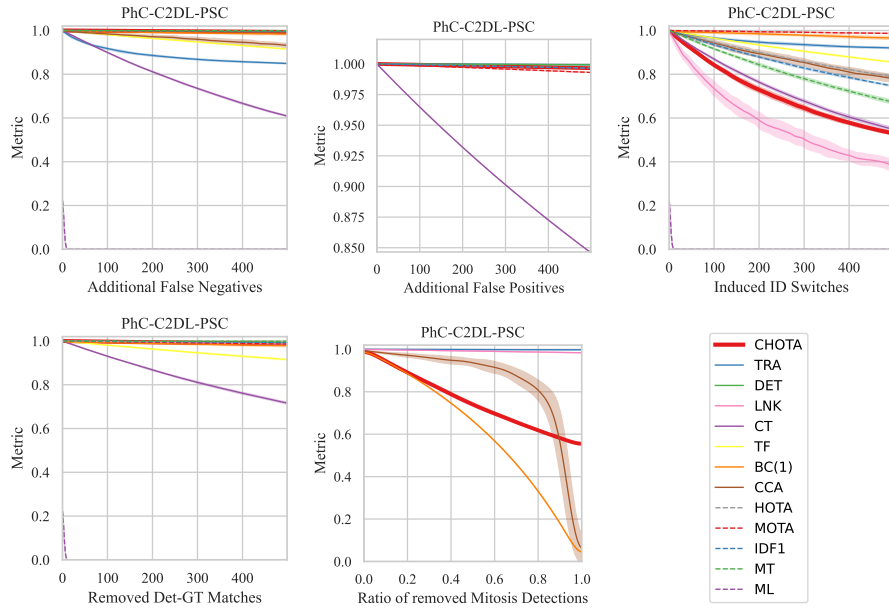 PhC-C2DL-PSC
1.0
0.8
0.6
0.4
0.2
0.0
Metric
0 100 200 300 400
Additional False Negatives
PhC-C2DL-PSC
1.000
0.975
0.950
0.925
0.900
0.875
0.850
Metric
0 100 200 300 400
Additional False Positives
PhC-C2DL-PSC
1.0
0.8
0.6
0.4
0.2
0.0
Metric
0 100 200 300 400
Induced ID Switches
PhC-C2DL-PSC
1.0
0.8
0.6
0.4
0.2
0.0
Metric
0 100 200 300 400
Removed Det-GT Matches
PhC-C2DL-PSC
1.0
0.8
0.6
0.4
0.2
0.0
Metric
0.0 0.2 0.4 0.6 0.8 1.0
Ratio of removed Mitosis Detections
CHOTA
TRA
DET
LNK
CT
TF
BC(1)
CCA
HOTA
MOTA
IDF1
MT
ML